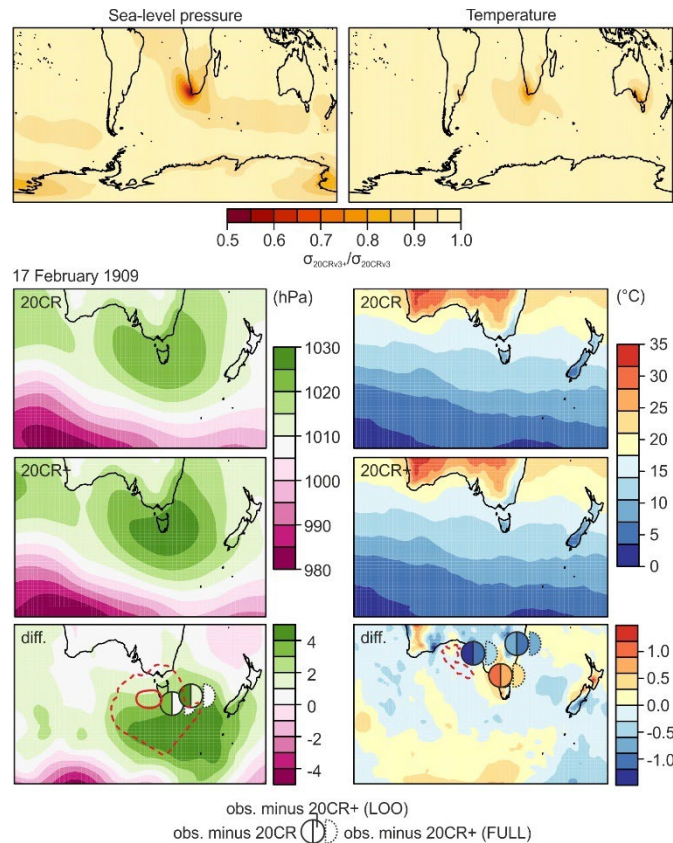 Sea-level pressure
Temperature
0.5 0.6 0.7 0.8 0.9 1.0
σ20CRv3+/σ20CRv3
17 February 1909
20CR
(hPa)
20CR
(°C)
1030
1020
1010
1000
990
980
35
30
25
20
15
10
5
0
20CR+
20CR+
diff.
4
2
0
-2
-4
diff.
1.0
0.5
0.0
-0.5
-1.0
obs. minus 20CR+ (LOO)
obs. minus 20CR obs. minus 20CR+ (FULL)